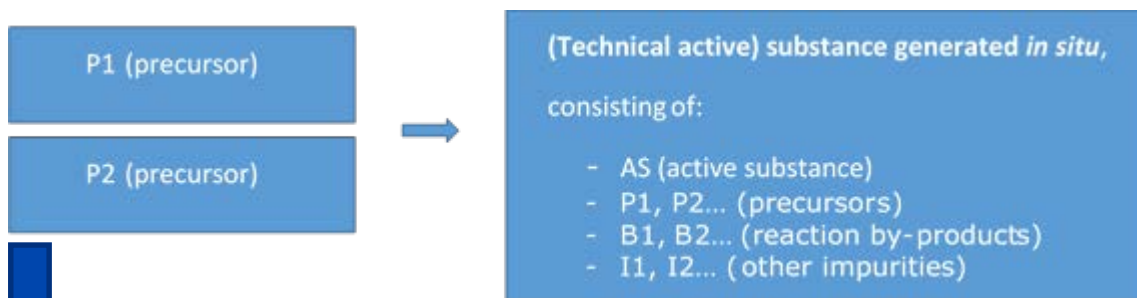 P1 (precursor)
P2 (precursor)
(Technical active) substance generated in situ,
consisting of:
- AS (active substance)
- P1, P2... (precursors)
- B1, B2... (reaction by-products)
- I1, I2... (other impurities)